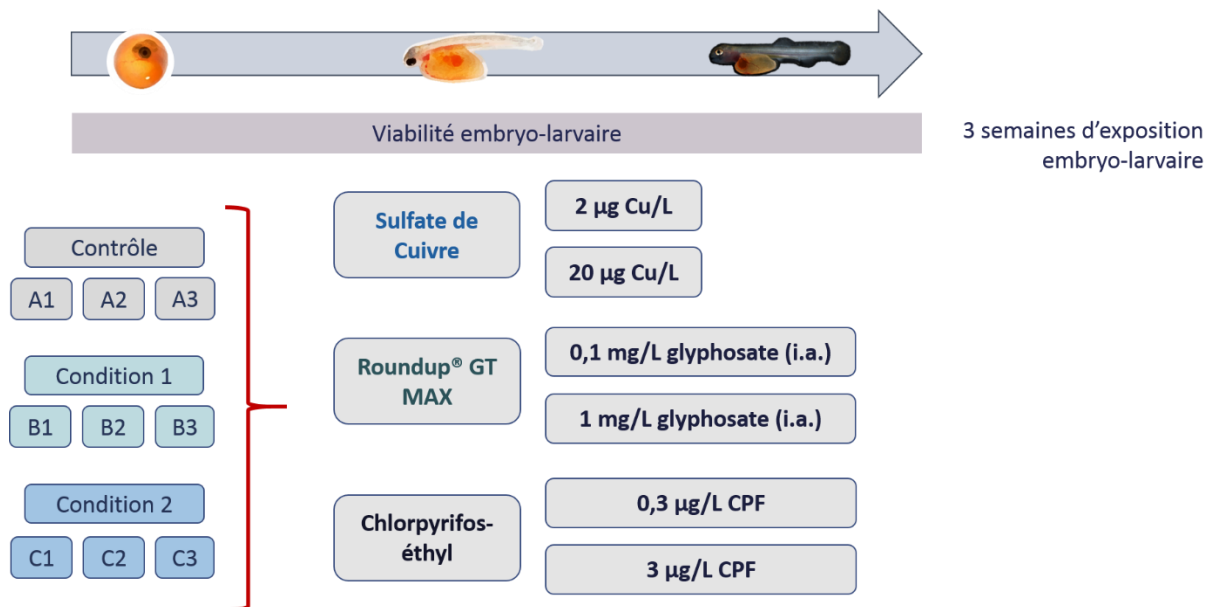 Viabilité embryo-larvaire
3 semaines d'exposition
embryo-larvaire
Contrôle
A1 A2 A3
Condition 1
B1 B2 B3
Condition 2
C1 C2 C3
Sulfate de
Cuivre
2 µg Cu/L
20 µg Cu/L
Roundup® GT
MAX
0,1 mg/L glyphosate (i.a.)
1 mg/L glyphosate (i.a.)
Chlorpyrifos-
éthyl
0,3 µg/L CPF
3 µg/L CPF